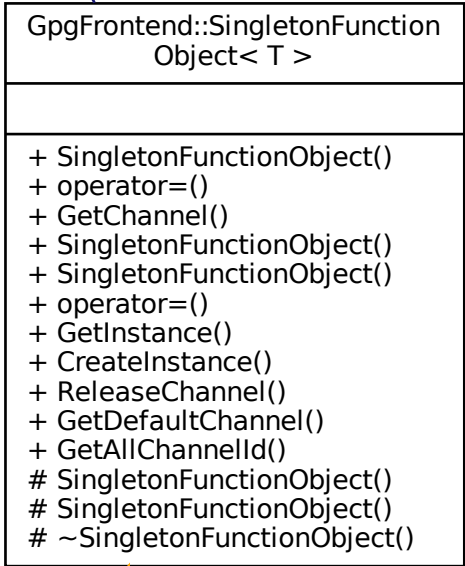 GpgFrontend::SingletonFunction
Object< T >
+ SingletonFunctionObject()
+ operator=()
+ GetChannel()
+ SingletonFunctionObject()
+ SingletonFunctionObject()
+ operator=()
+ GetInstance()
+ CreateInstance()
+ ReleaseChannel()
+ GetDefaultChannel()
+ GetAllChannelId()
# SingletonFunctionObject()
# SingletonFunctionObject()
# ~SingletonFunctionObject()